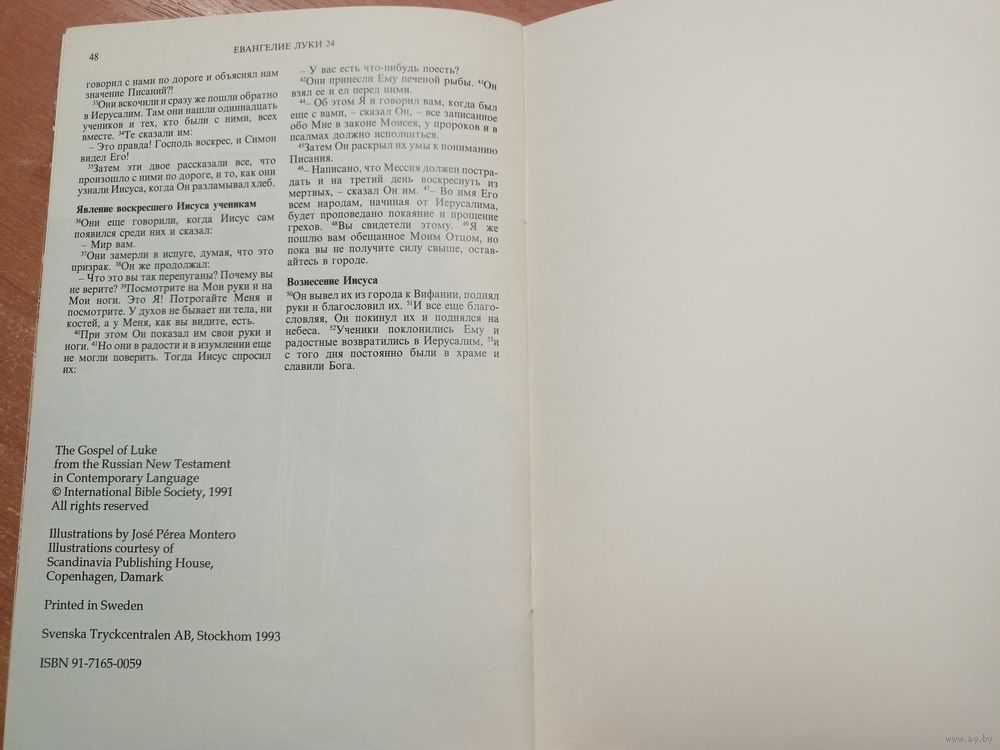 48
ЕВАНГЕЛИЕ ЛУКИ 24
говорил с нами по дороге и объяснял нам
значение Писаний?!
³³Они вскочили и сразу же пошли обратно
в Иерусалим. Там они нашли одиннадцать
учеников и тех, кто были с ними, всех
вместе. ³⁴Те сказали им:
– Это правда! Господь воскрес, и Симон
видел Его!
³⁵Затем эти двое рассказали все, что
произошло с ними по дороге, и то, как они
узнали Иисуса, когда Он разламывал хлеб.
Явление воскресшего Иисуса ученикам
³⁶Они еще говорили, когда Иисус сам
появился среди них и сказал:
– Мир вам.
³⁷Они замерли в испуге, думая, что это
призрак. ³⁸Он же продолжал:
– Что это вы так перепуганы? Почему вы
не верите? ³⁹Посмотрите на Мои руки и на
Мои ноги. Это Я! Потрогайте Меня и
посмотрите. У духов не бывает ни тела, ни
костей, а у Меня, как вы видите, есть.
⁴⁰При этом Он показал им свои руки и
ноги. ⁴¹Но они в радости и в изумлении еще
не могли поверить. Тогда Иисус спросил
их:
– У вас есть что-нибудь поесть?
⁴²Они принесли Ему печеной рыбы. ⁴³Он
взял ее и ел перед ними.
⁴⁴– Об этом Я и говорил вам, когда был
еще с вами, – сказал Он, – все записанное
обо Мне в законе Моисея, у пророков и в
псалмах должно исполниться.
⁴⁵Затем Он раскрыл их умы к пониманию
Писания.
⁴⁶– Написано, что Мессия должен постра-
дать и на третий день воскреснуть из
мертвых, – сказал Он им. ⁴⁷– Во имя Его
всем народам, начиная от Иерусалима,
будет проповедано покаяние и прощение
грехов. ⁴⁸Вы свидетели этому. ⁴⁹Я же
пошлю вам обещанное Моим Отцом, но
пока вы не получите силу свыше, остав-
айтесь в городе.
Вознесение Иисуса
⁵⁰Он вывел их из города к Вифании, поднял
руки и благословил их. ⁵¹И все еще благо-
словляя, Он покинул их и поднялся на
небеса. ⁵²Ученики поклонились Ему и
радостные возвратились в Иерусалим, ⁵³и
с того дня постоянно были в храме и
славили Бога.
The Gospel of Luke
from the Russian New Testament
in Contemporary Language
© International Bible Society, 1991
All rights reserved
Illustrations by José Pérea Montero
Illustrations courtesy of
Scandinavia Publishing House,
Copenhagen, Damark
Printed in Sweden
Svenska Tryckcentralen AB, Stockhom 1993
ISBN 91-7165-0059
www.ay.by